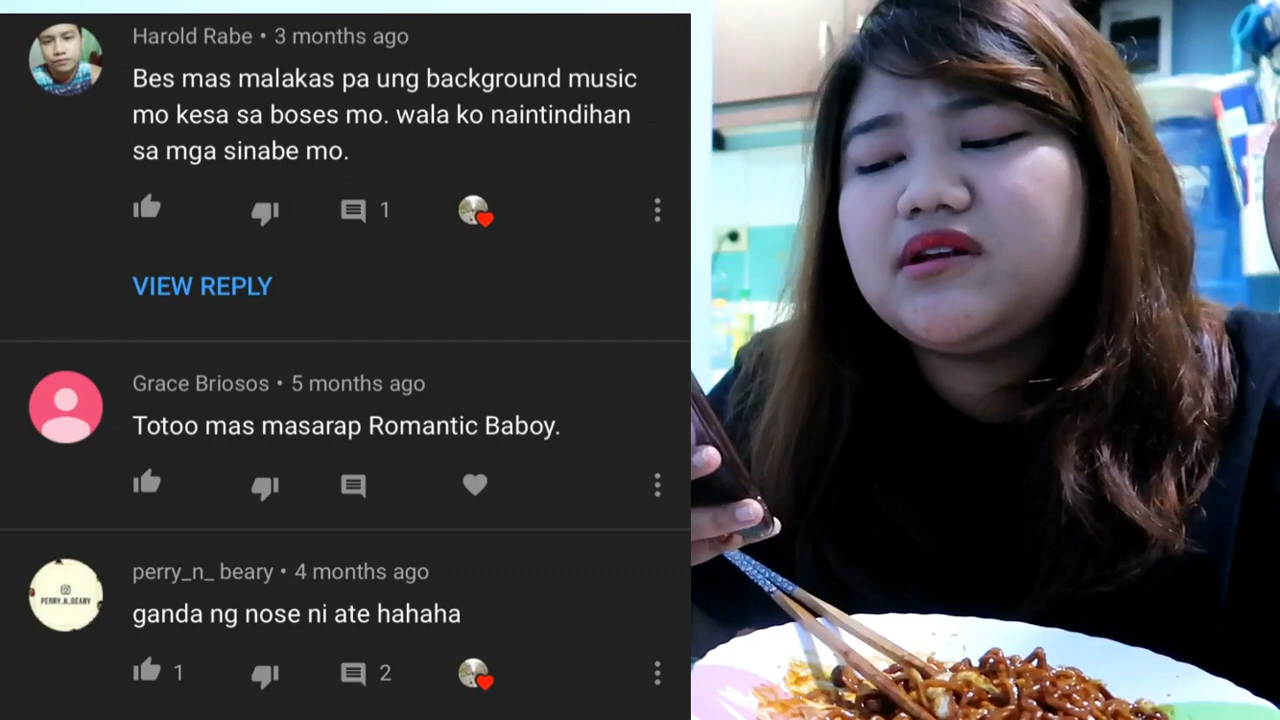 Harold Rabe • 3 months ago
Bes mas malakas pa ung background music
mo kesa sa boses mo. wala ko naintindihan
sa mga sinabe mo.
1
VIEW REPLY
Grace Briosos • 5 months ago
Totoo mas masarap Romantic Baboy.
perry_n_ beary • 4 months ago
PERRY_N_BEARY
ganda ng nose ni ate hahaha
1 2